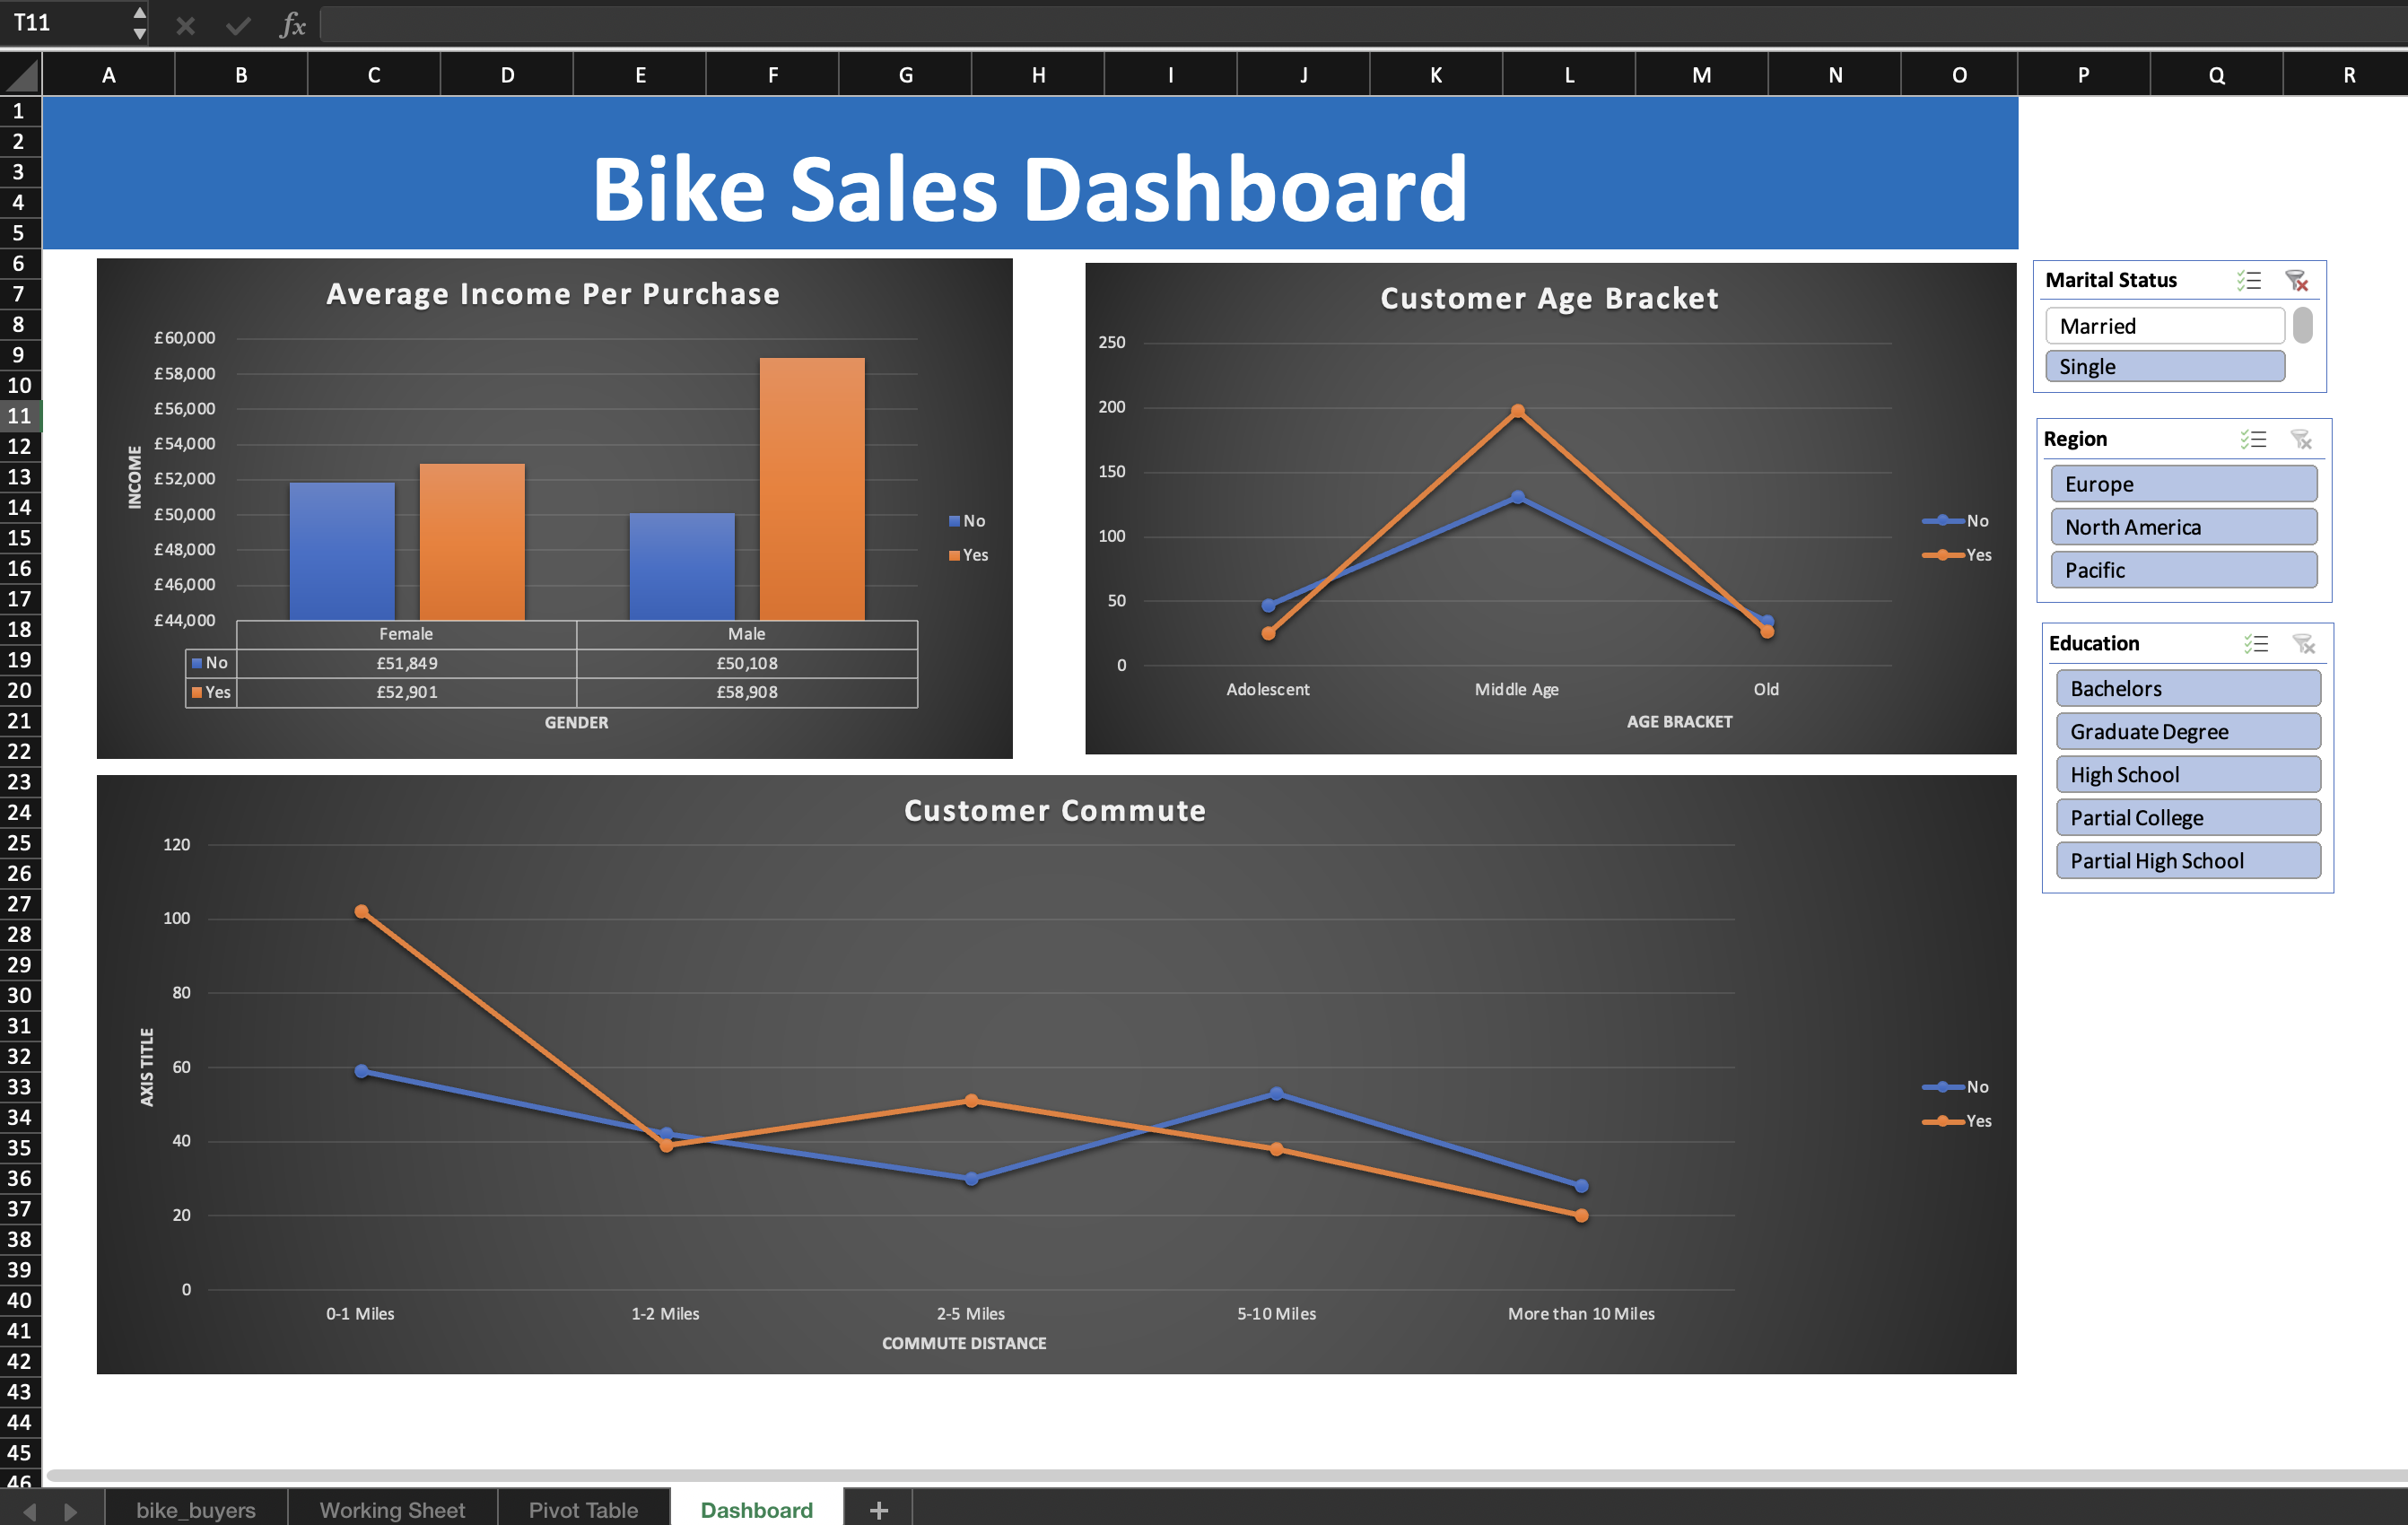 T11 fx
A B C D E F G H I J K L M N O P Q R
1
2
3
4
5
6
7
8
9
10
11
12
13
14
15
16
17
18
19
20
21
22
23
24
25
26
27
28
29
30
31
32
33
34
35
36
37
38
39
40
41
42
43
44
45
46
Bike Sales Dashboard
Average Income Per Purchase
INCOME
£60,000
£58,000
£56,000
£54,000
£52,000
£50,000
£48,000
£46,000
£44,000
Female Male
No £51,849 £50,108
Yes £52,901 £58,908
GENDER
No
Yes
Customer Age Bracket
250
200
150
100
50
0
Adolescent Middle Age Old
AGE BRACKET
No
Yes
Marital Status
Married
Single
Region
Europe
North America
Pacific
Education
Bachelors
Graduate Degree
High School
Partial College
Partial High School
Customer Commute
AXIS TITLE
120
100
80
60
40
20
0
0-1 Miles 1-2 Miles 2-5 Miles 5-10 Miles More than 10 Miles
COMMUTE DISTANCE
No
Yes
bike_buyers Working Sheet Pivot Table Dashboard +